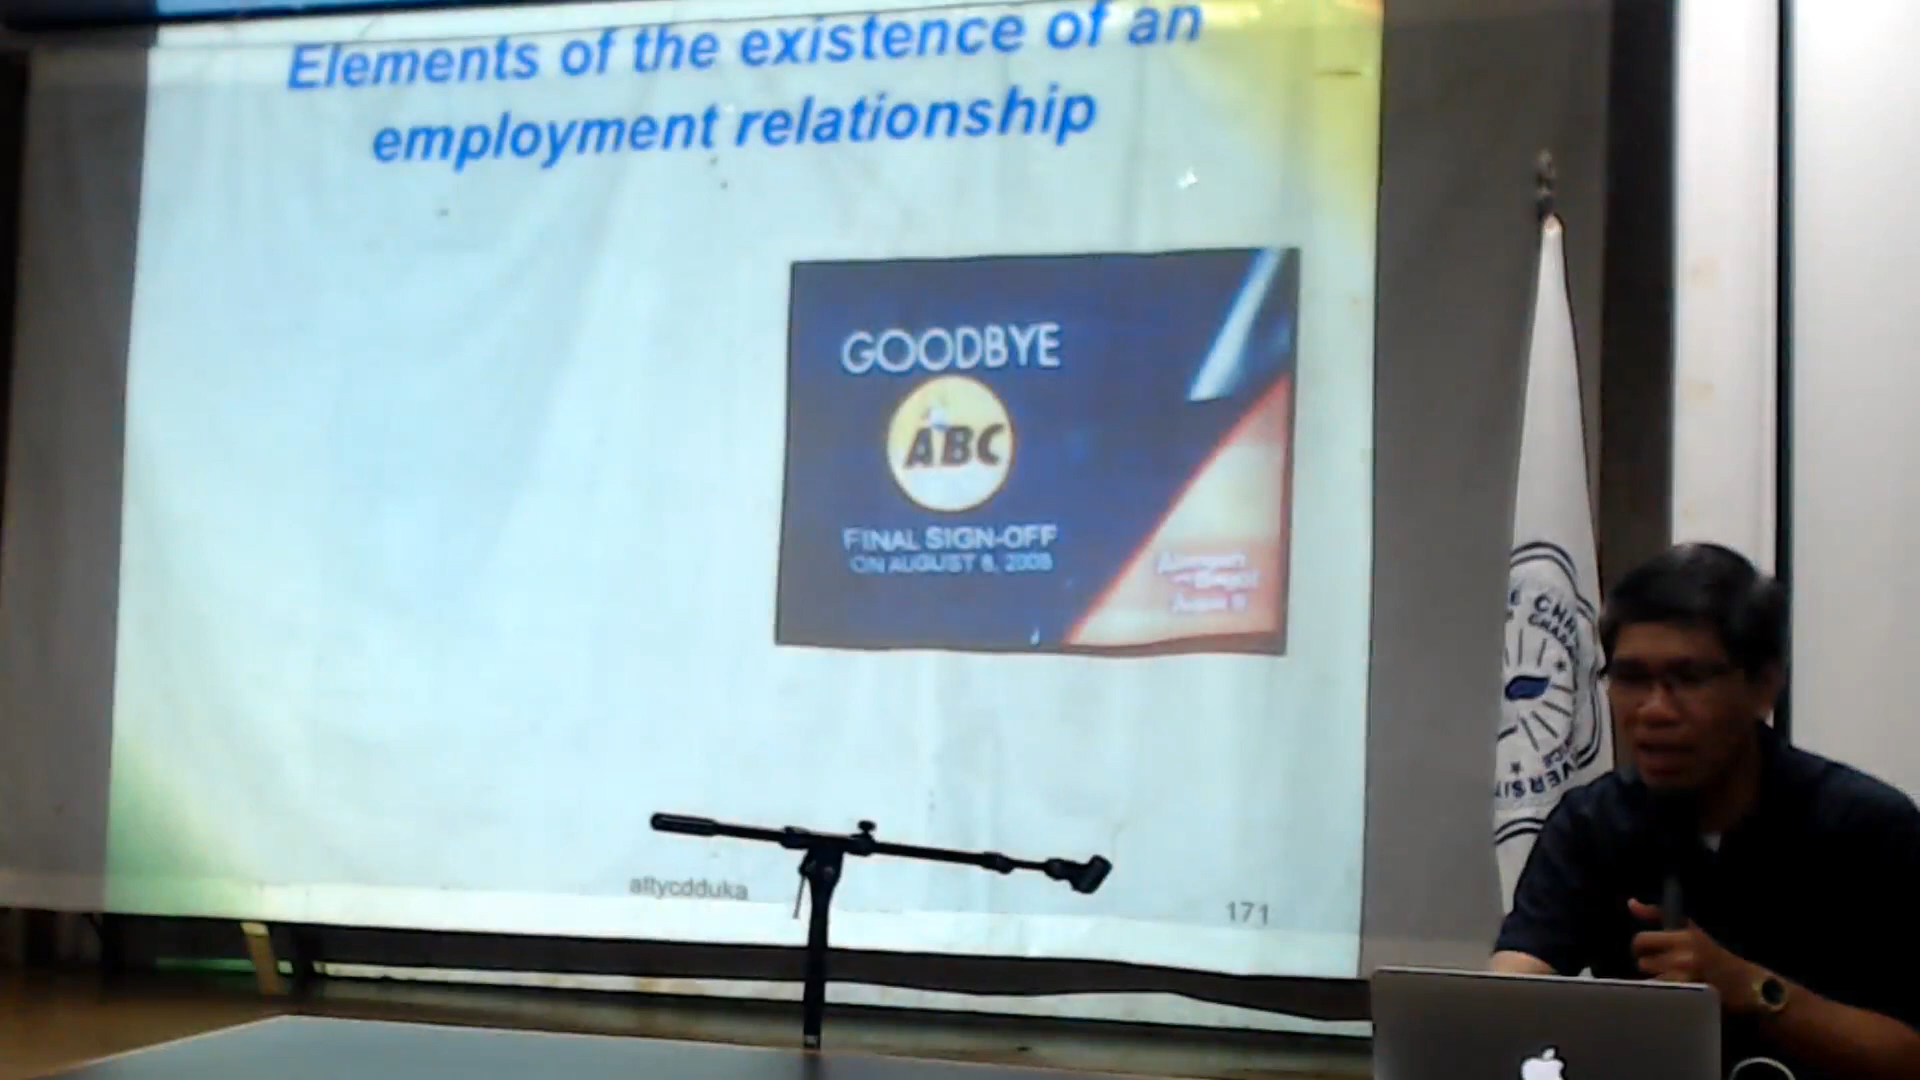 Elements of the existence of an
employment relationship
GOODBYE
ABC
FINAL SIGN-OFF
ON AUGUST 8, 2008
attycdduka
171